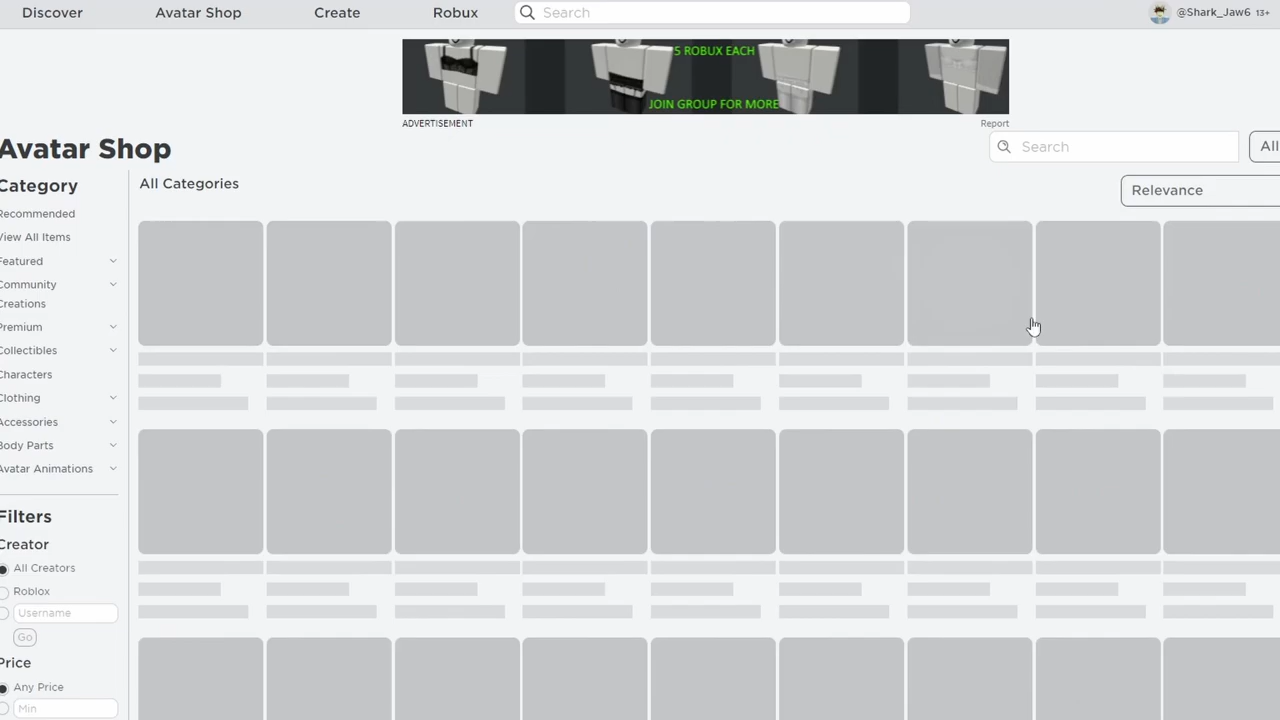 Discover
Avatar Shop
Create
Robux
Search
@Shark_Jaw6 13+
5 ROBUX EACH
JOIN GROUP FOR MORE
ADVERTISEMENT
Report
Avatar Shop
Search
All
Category
All Categories
Relevance
Recommended
View All Items
Featured
Community
Creations
Premium
Collectibles
Characters
Clothing
Accessories
Body Parts
Avatar Animations
Filters
Creator
All Creators
Roblox
Username
Go
Price
Any Price
Min